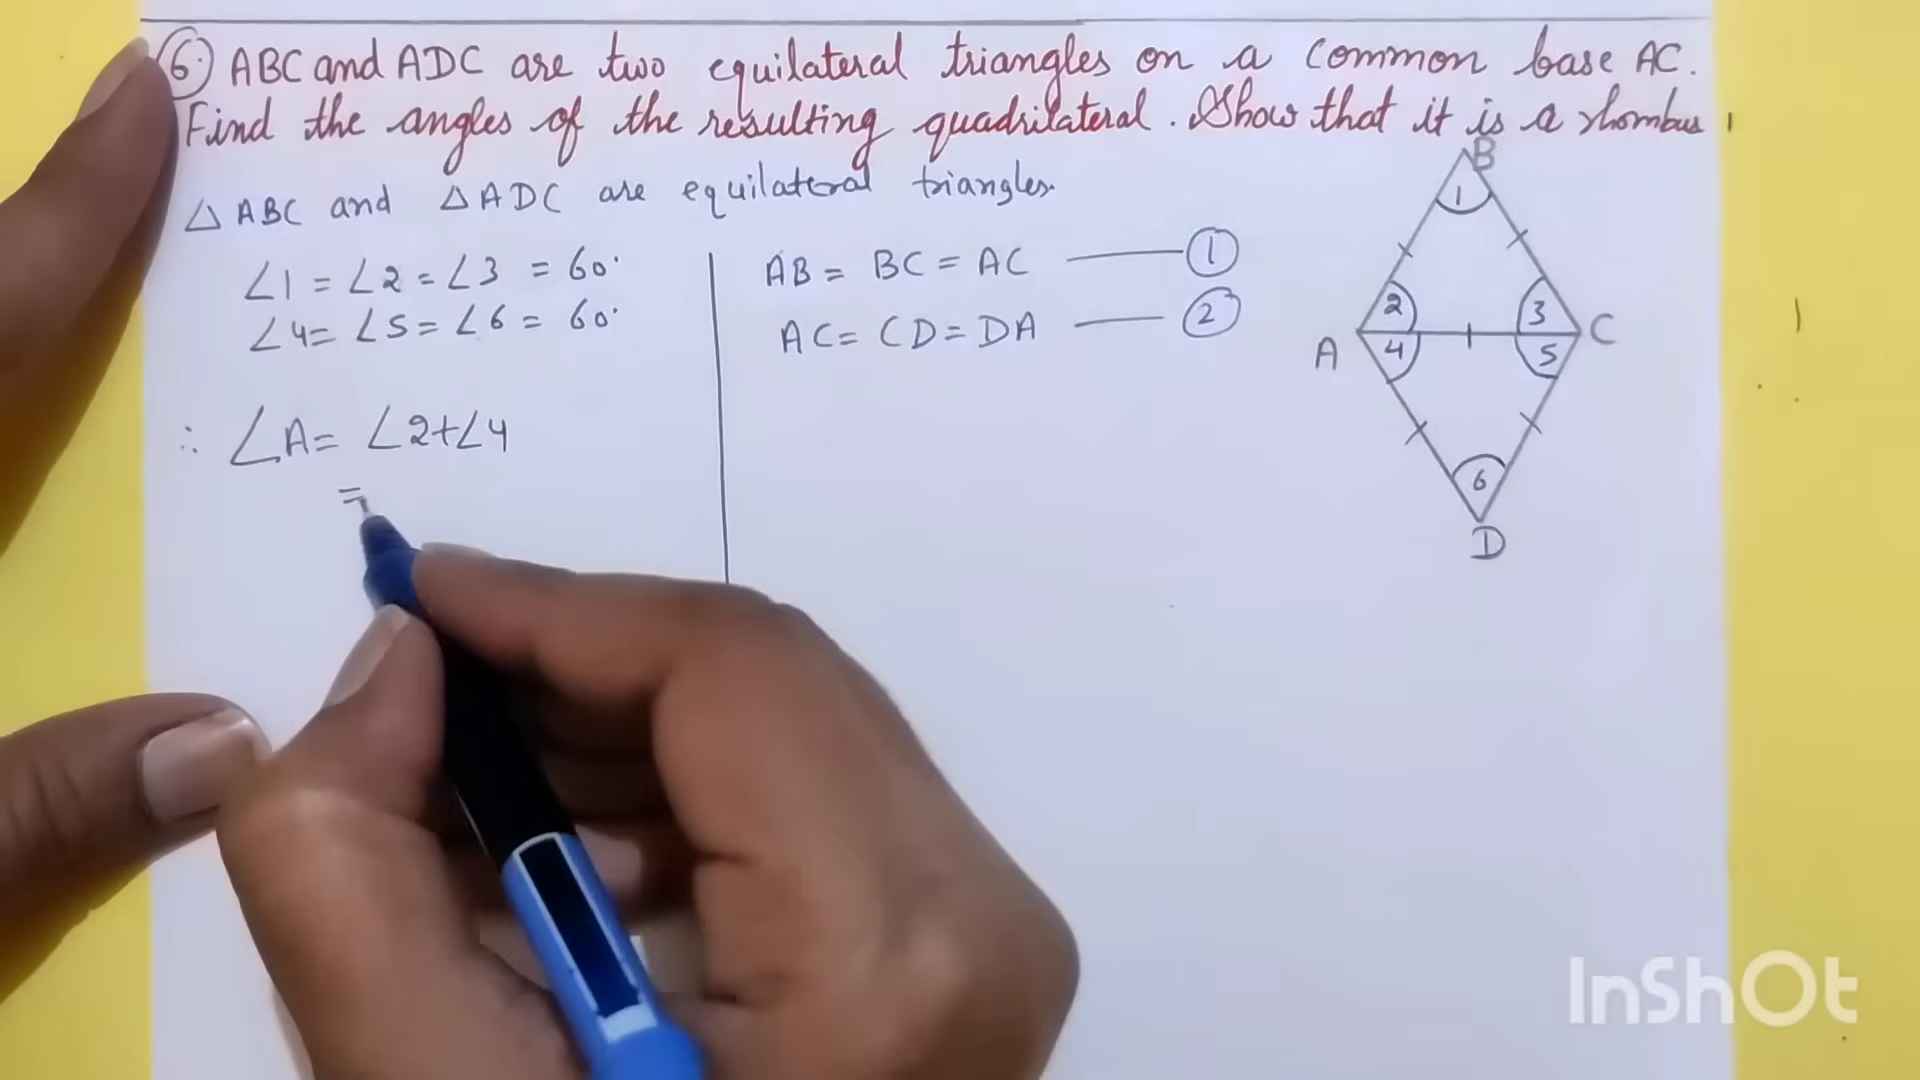 6. ABC and ADC are two equilateral triangles on a common base AC.
Find the angles of the resulting quadrilateral. Show that it is a rhombus
△ ABC and △ ADC are equilateral triangles.
∠1 = ∠2 = ∠3 = 60°
∠4 = ∠5 = ∠6 = 60°
∴ ∠A = ∠2+∠4
=
AB = BC = AC —— 1
AC = CD = DA —— 2
B
1
2
3
A
C
4
5
6
D
InShOt